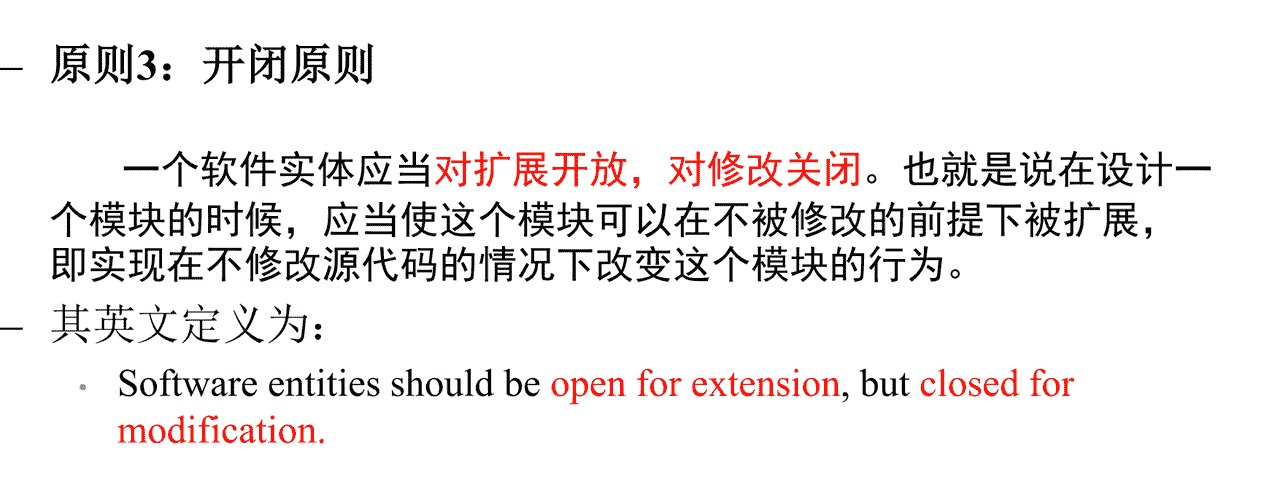 – 原则3：开闭原则
一个软件实体应当对扩展开放，对修改关闭。也就是说在设计一
个模块的时候，应当使这个模块可以在不被修改的前提下被扩展，
即实现在不修改源代码的情况下改变这个模块的行为。
– 其英文定义为：
• Software entities should be open for extension, but closed for
modification.